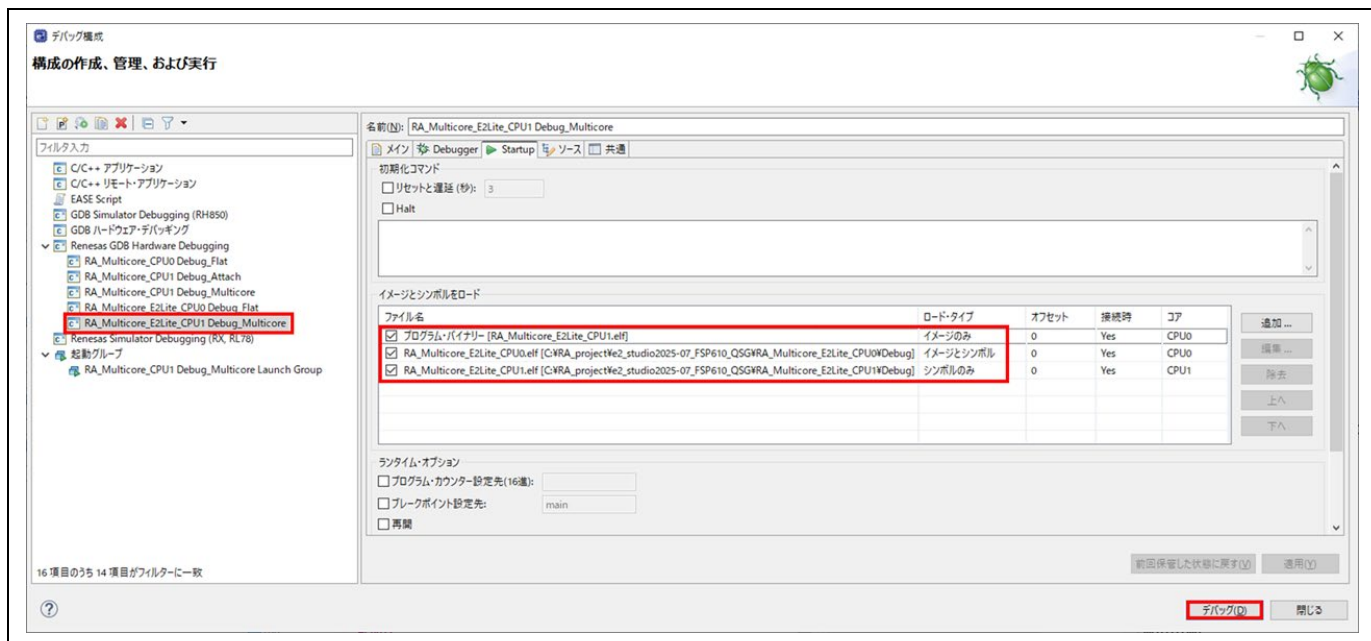 デバッグ構成
構成の作成、管理、および実行
フィルタ入力
C/C++ アプリケーション
C/C++ リモート・アプリケーション
EASE Script
GDB Simulator Debugging (RH850)
GDB ハードウェア・デバッギング
Renesas GDB Hardware Debugging
RA_Multicore_CPU0 Debug_Flat
RA_Multicore_CPU1 Debug_Attach
RA_Multicore_CPU1 Debug_Multicore
RA_Multicore_E2Lite_CPU0 Debug_Flat
RA_Multicore_E2Lite_CPU1 Debug_Multicore
Renesas Simulator Debugging (RX, RL78)
起動グループ
RA_Multicore_CPU1 Debug_Multicore Launch Group
16 項目のうち 14 項目がフィルターに一致
名前(N): RA_Multicore_E2Lite_CPU1 Debug_Multicore
メイン Debugger Startup ソース 共通
初期化コマンド
リセットと遅延 (秒): 3
Halt
イメージとシンボルをロード
ファイル名 ロード・タイプ オフセット 接続時 コア
プログラム・バイナリー [RA_Multicore_E2Lite_CPU1.elf] イメージのみ 0 Yes CPU0
RA_Multicore_E2Lite_CPU0.elf [C:¥RA_project¥e2_studio2025-07_FSP610_QSG¥RA_Multicore_E2Lite_CPU0¥Debug] イメージとシンボル 0 Yes CPU0
RA_Multicore_E2Lite_CPU1.elf [C:¥RA_project¥e2_studio2025-07_FSP610_QSG¥RA_Multicore_E2Lite_CPU1¥Debug] シンボルのみ 0 Yes CPU1
追加 ...
編集 ...
除去
上へ
下へ
ランタイム・オプション
プログラム・カウンター設定先(16進):
ブレークポイント設定先: main
再開
前回保管した状態に戻す(V) 適用(Y)
デバッグ(D) 閉じる